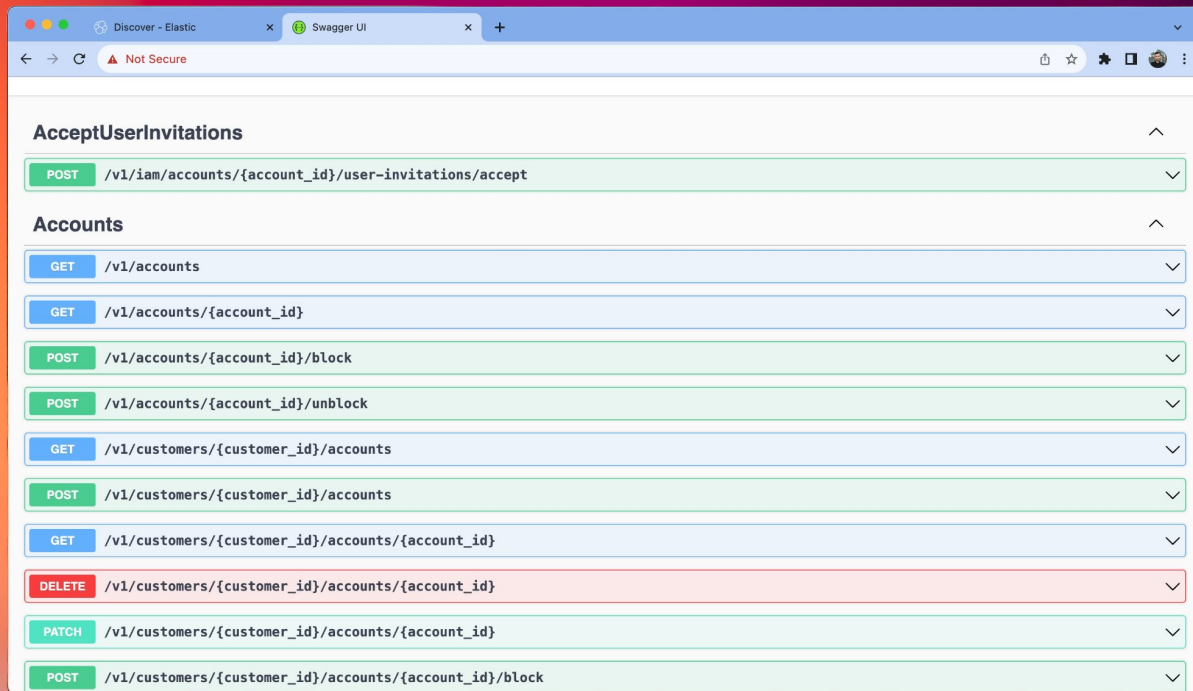 Discover - Elastic
Swagger UI
Not Secure
AcceptUserInvitations
POST /v1/iam/accounts/{account_id}/user-invitations/accept
Accounts
GET /v1/accounts
GET /v1/accounts/{account_id}
POST /v1/accounts/{account_id}/block
POST /v1/accounts/{account_id}/unblock
GET /v1/customers/{customer_id}/accounts
POST /v1/customers/{customer_id}/accounts
GET /v1/customers/{customer_id}/accounts/{account_id}
DELETE /v1/customers/{customer_id}/accounts/{account_id}
PATCH /v1/customers/{customer_id}/accounts/{account_id}
POST /v1/customers/{customer_id}/accounts/{account_id}/block